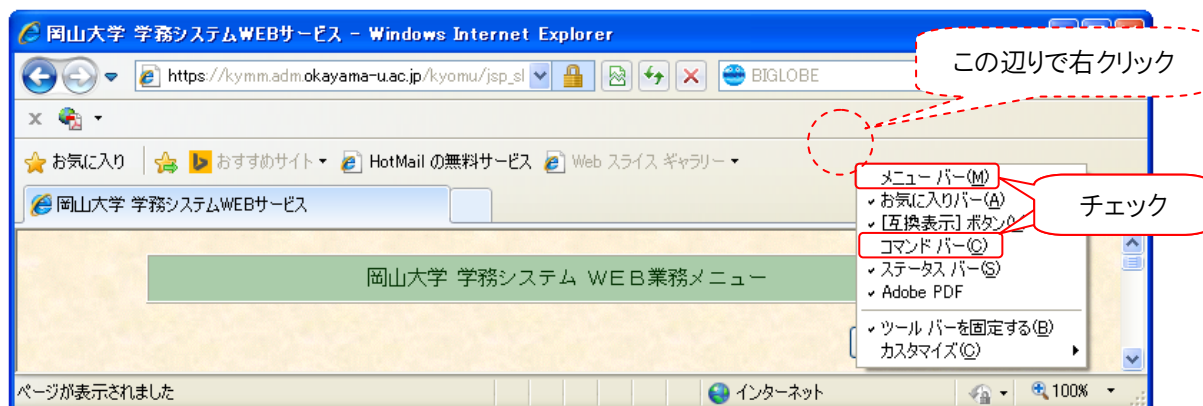 岡山大学 学務システムWEBサービス - Windows Internet Explorer
この辺りで右クリック
https://kymm.adm.okayama-u.ac.jp/kyomu/jsp_sl
BIGLOBE
x
お気に入り
おすすめサイト
HotMail の無料サービス
Web スライス ギャラリー
メニュー バー(M)
お気に入りバー(A)
[互換表示] ボタン
コマンド バー(C)
ステータス バー(S)
Adobe PDF
ツール バーを固定する(B)
カスタマイズ(C)
チェック
岡山大学 学務システムWEBサービス
岡山大学 学務システム WEB業務メニュー
ページが表示されました
インターネット
100%